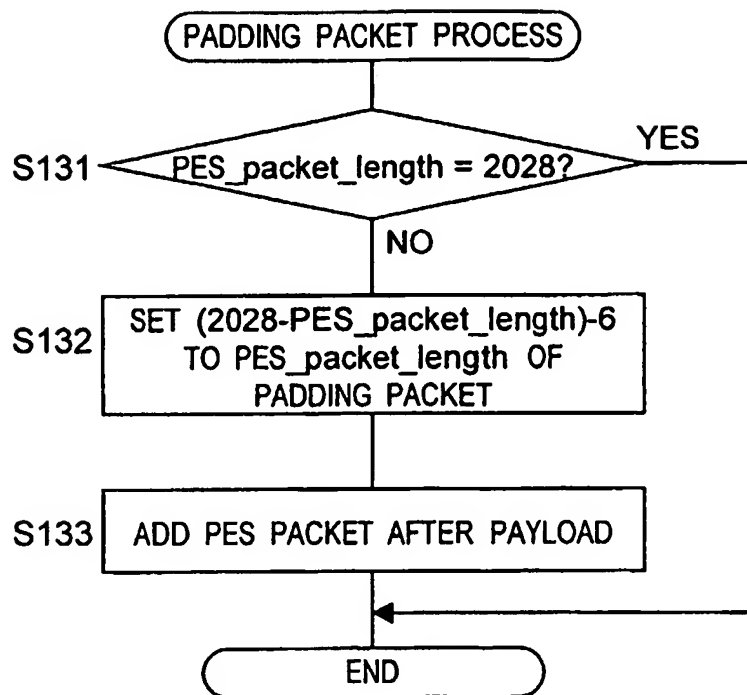 PADDING PACKET PROCESS
YES
S131
PES_packet_length = 2028?
NO
S132
SET (2028-PES_packet_length)-6
TO PES_packet_length OF
PADDING PACKET
S133
ADD PES PACKET AFTER PAYLOAD
END